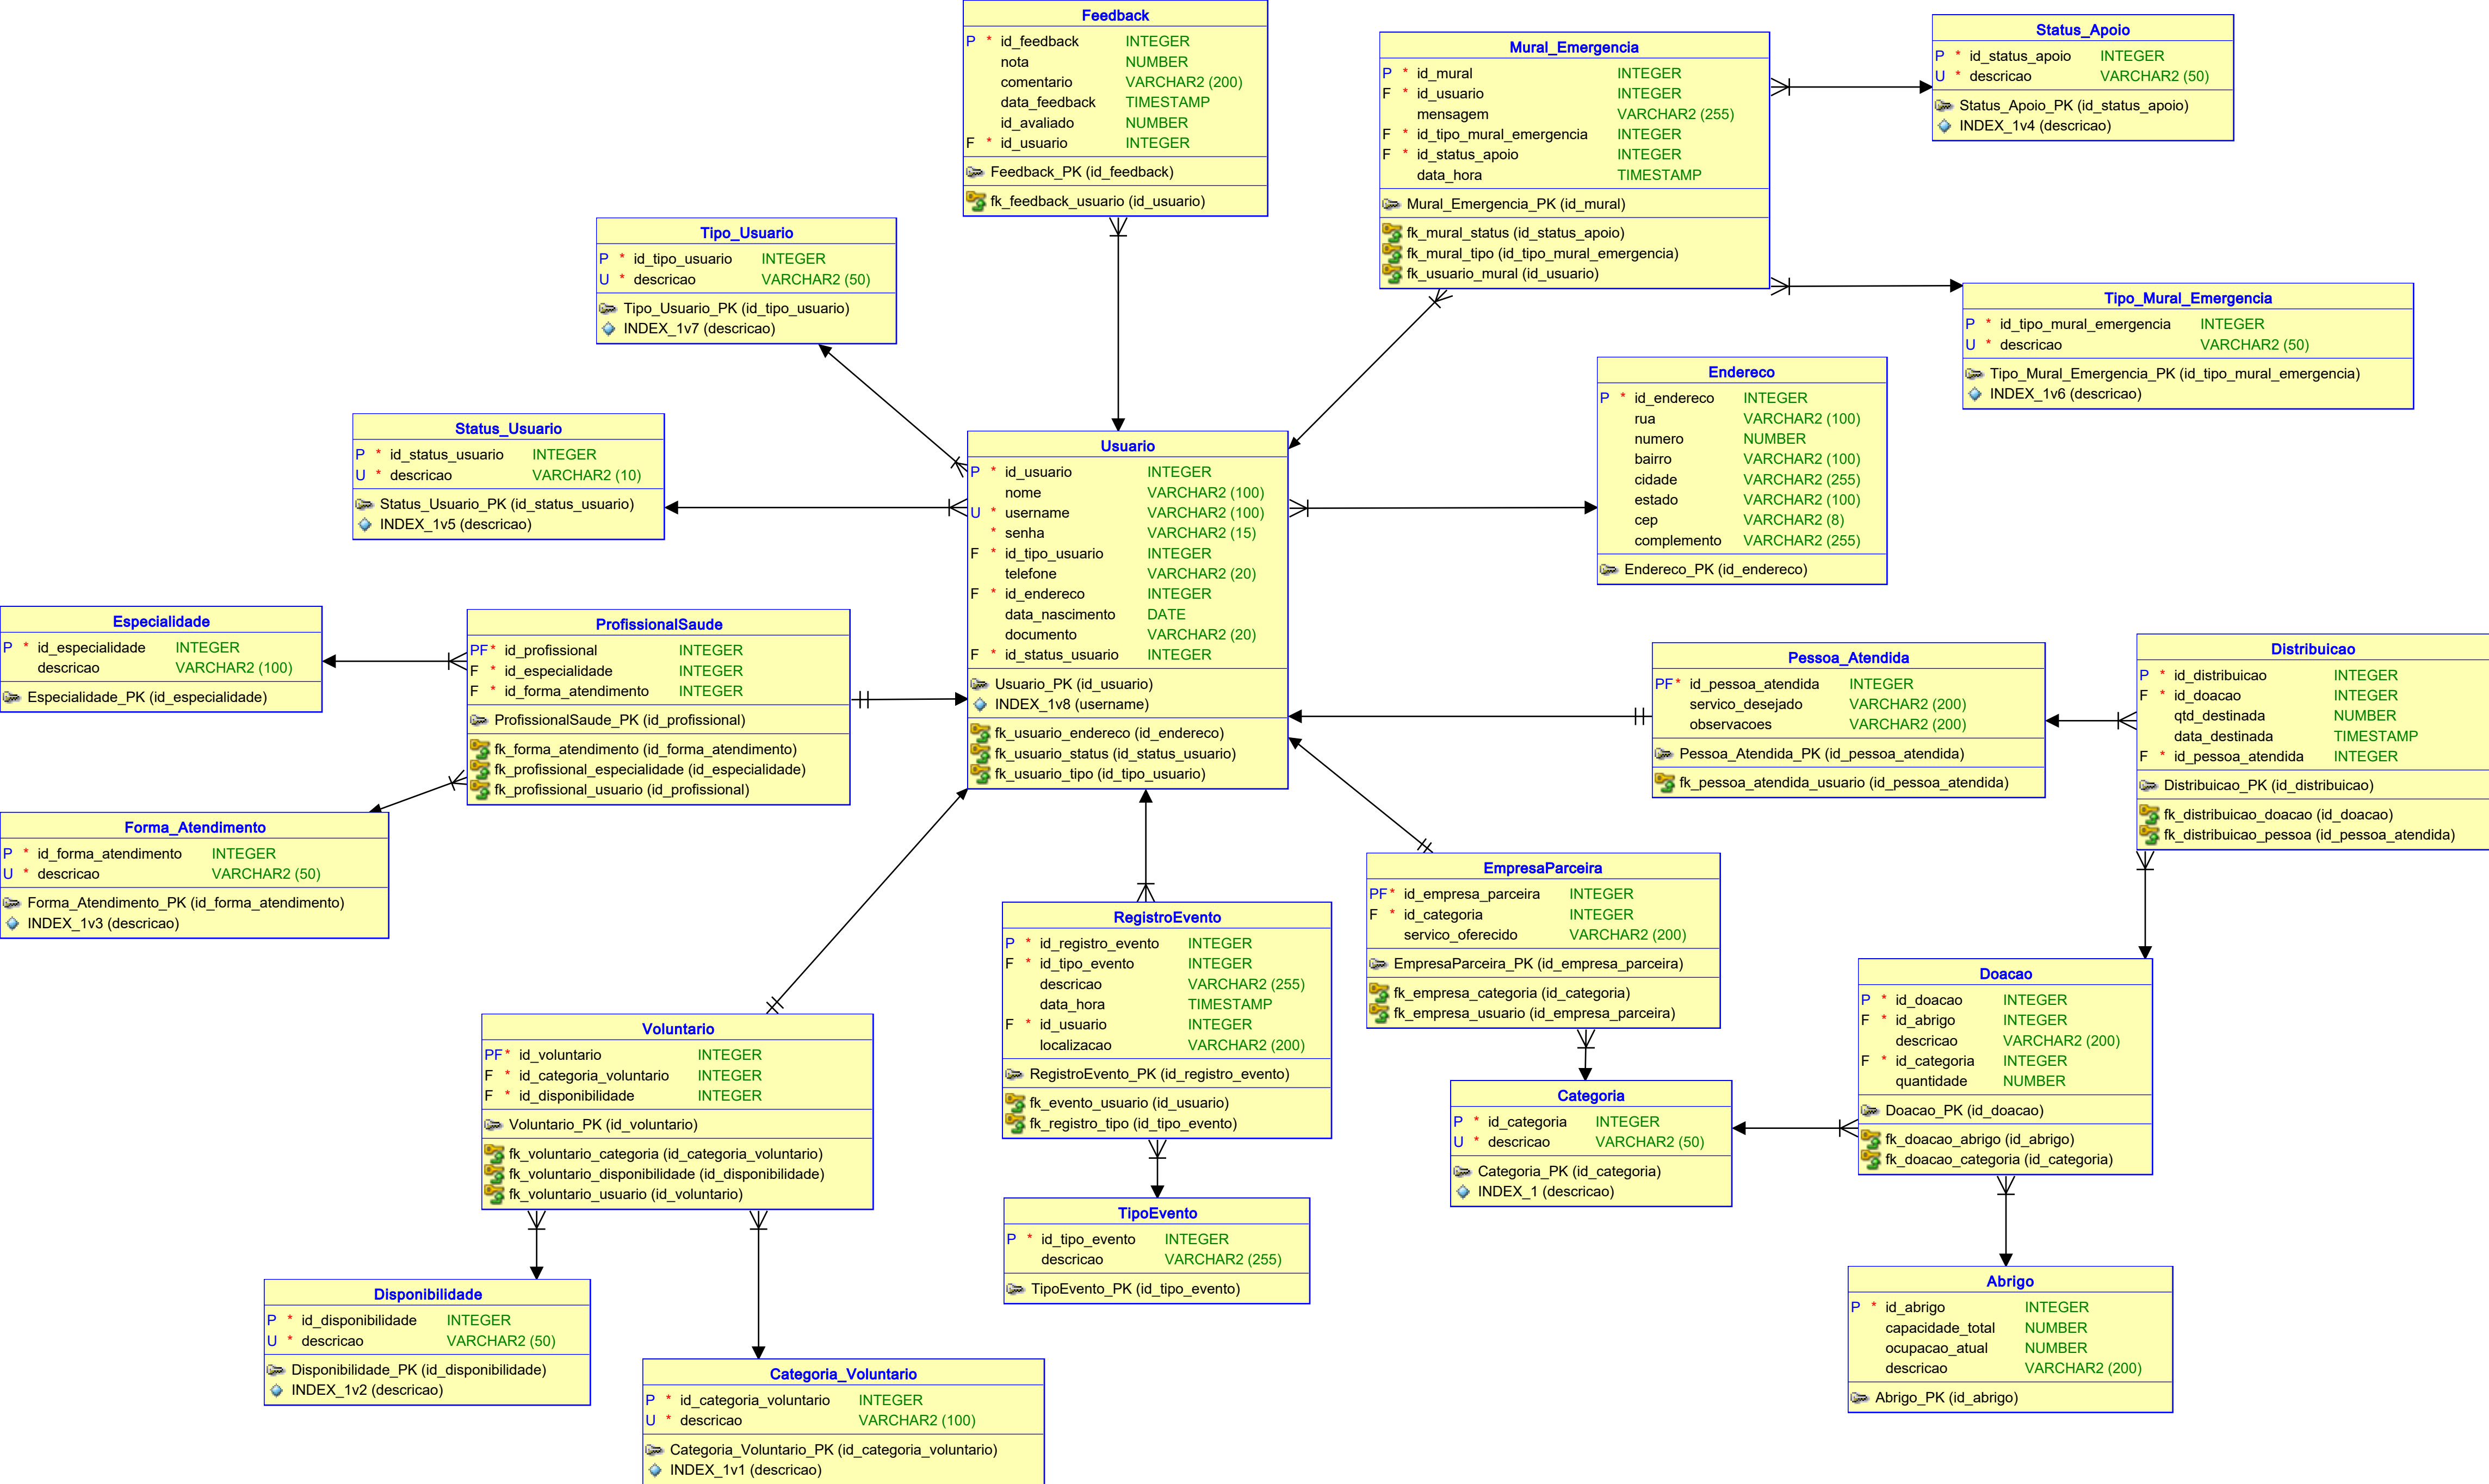 Feedback
P * id_feedback INTEGER
nota NUMBER
comentario VARCHAR2 (200)
data_feedback TIMESTAMP
id_avaliado NUMBER
F * id_usuario INTEGER
Feedback_PK (id_feedback)
fk_feedback_usuario (id_usuario)
Mural_Emergencia
P * id_mural INTEGER
F * id_usuario INTEGER
mensagem VARCHAR2 (255)
F * id_tipo_mural_emergencia INTEGER
F * id_status_apoio INTEGER
data_hora TIMESTAMP
Mural_Emergencia_PK (id_mural)
fk_mural_status (id_status_apoio)
fk_mural_tipo (id_tipo_mural_emergencia)
fk_usuario_mural (id_usuario)
Status_Apoio
P * id_status_apoio INTEGER
U * descricao VARCHAR2 (50)
Status_Apoio_PK (id_status_apoio)
INDEX_1v4 (descricao)
Tipo_Usuario
P * id_tipo_usuario INTEGER
U * descricao VARCHAR2 (50)
Tipo_Usuario_PK (id_tipo_usuario)
INDEX_1v7 (descricao)
Tipo_Mural_Emergencia
P * id_tipo_mural_emergencia INTEGER
U * descricao VARCHAR2 (50)
Tipo_Mural_Emergencia_PK (id_tipo_mural_emergencia)
INDEX_1v6 (descricao)
Endereco
P * id_endereco INTEGER
rua VARCHAR2 (100)
numero NUMBER
bairro VARCHAR2 (100)
cidade VARCHAR2 (255)
estado VARCHAR2 (100)
cep VARCHAR2 (8)
complemento VARCHAR2 (255)
Endereco_PK (id_endereco)
Status_Usuario
P * id_status_usuario INTEGER
U * descricao VARCHAR2 (10)
Status_Usuario_PK (id_status_usuario)
INDEX_1v5 (descricao)
Usuario
P * id_usuario INTEGER
nome VARCHAR2 (100)
U * username VARCHAR2 (100)
* senha VARCHAR2 (15)
F * id_tipo_usuario INTEGER
telefone VARCHAR2 (20)
F * id_endereco INTEGER
data_nascimento DATE
documento VARCHAR2 (20)
F * id_status_usuario INTEGER
Usuario_PK (id_usuario)
INDEX_1v8 (username)
fk_usuario_endereco (id_endereco)
fk_usuario_status (id_status_usuario)
fk_usuario_tipo (id_tipo_usuario)
Especialidade
P * id_especialidade INTEGER
descricao VARCHAR2 (100)
Especialidade_PK (id_especialidade)
ProfissionalSaude
PF * id_profissional INTEGER
F * id_especialidade INTEGER
F * id_forma_atendimento INTEGER
ProfissionalSaude_PK (id_profissional)
fk_forma_atendimento (id_forma_atendimento)
fk_profissional_especialidade (id_especialidade)
fk_profissional_usuario (id_profissional)
Pessoa_Atendida
PF * id_pessoa_atendida INTEGER
servico_desejado VARCHAR2 (200)
observacoes VARCHAR2 (200)
Pessoa_Atendida_PK (id_pessoa_atendida)
fk_pessoa_atendida_usuario (id_pessoa_atendida)
Distribuicao
P * id_distribuicao INTEGER
F * id_doacao INTEGER
qtd_destinada NUMBER
data_destinada TIMESTAMP
F * id_pessoa_atendida INTEGER
Distribuicao_PK (id_distribuicao)
fk_distribuicao_doacao (id_doacao)
fk_distribuicao_pessoa (id_pessoa_atendida)
Forma_Atendimento
P * id_forma_atendimento INTEGER
U * descricao VARCHAR2 (50)
Forma_Atendimento_PK (id_forma_atendimento)
INDEX_1v3 (descricao)
EmpresaParceira
PF * id_empresa_parceira INTEGER
F * id_categoria INTEGER
servico_oferecido VARCHAR2 (200)
EmpresaParceira_PK (id_empresa_parceira)
fk_empresa_categoria (id_categoria)
fk_empresa_usuario (id_empresa_parceira)
RegistroEvento
P * id_registro_evento INTEGER
F * id_tipo_evento INTEGER
descricao VARCHAR2 (255)
data_hora TIMESTAMP
F * id_usuario INTEGER
localizacao VARCHAR2 (200)
RegistroEvento_PK (id_registro_evento)
fk_evento_usuario (id_usuario)
fk_registro_tipo (id_tipo_evento)
Doacao
P * id_doacao INTEGER
F * id_abrigo INTEGER
descricao VARCHAR2 (200)
F * id_categoria INTEGER
quantidade NUMBER
Doacao_PK (id_doacao)
fk_doacao_abrigo (id_abrigo)
fk_doacao_categoria (id_categoria)
Voluntario
PF * id_voluntario INTEGER
F * id_categoria_voluntario INTEGER
F * id_disponibilidade INTEGER
Voluntario_PK (id_voluntario)
fk_voluntario_categoria (id_categoria_voluntario)
fk_voluntario_disponibilidade (id_disponibilidade)
fk_voluntario_usuario (id_voluntario)
Categoria
P * id_categoria INTEGER
U * descricao VARCHAR2 (50)
Categoria_PK (id_categoria)
INDEX_1 (descricao)
TipoEvento
P * id_tipo_evento INTEGER
descricao VARCHAR2 (255)
TipoEvento_PK (id_tipo_evento)
Abrigo
P * id_abrigo INTEGER
capacidade_total NUMBER
ocupacao_atual NUMBER
descricao VARCHAR2 (200)
Abrigo_PK (id_abrigo)
Disponibilidade
P * id_disponibilidade INTEGER
U * descricao VARCHAR2 (50)
Disponibilidade_PK (id_disponibilidade)
INDEX_1v2 (descricao)
Categoria_Voluntario
P * id_categoria_voluntario INTEGER
U * descricao VARCHAR2 (100)
Categoria_Voluntario_PK (id_categoria_voluntario)
INDEX_1v1 (descricao)